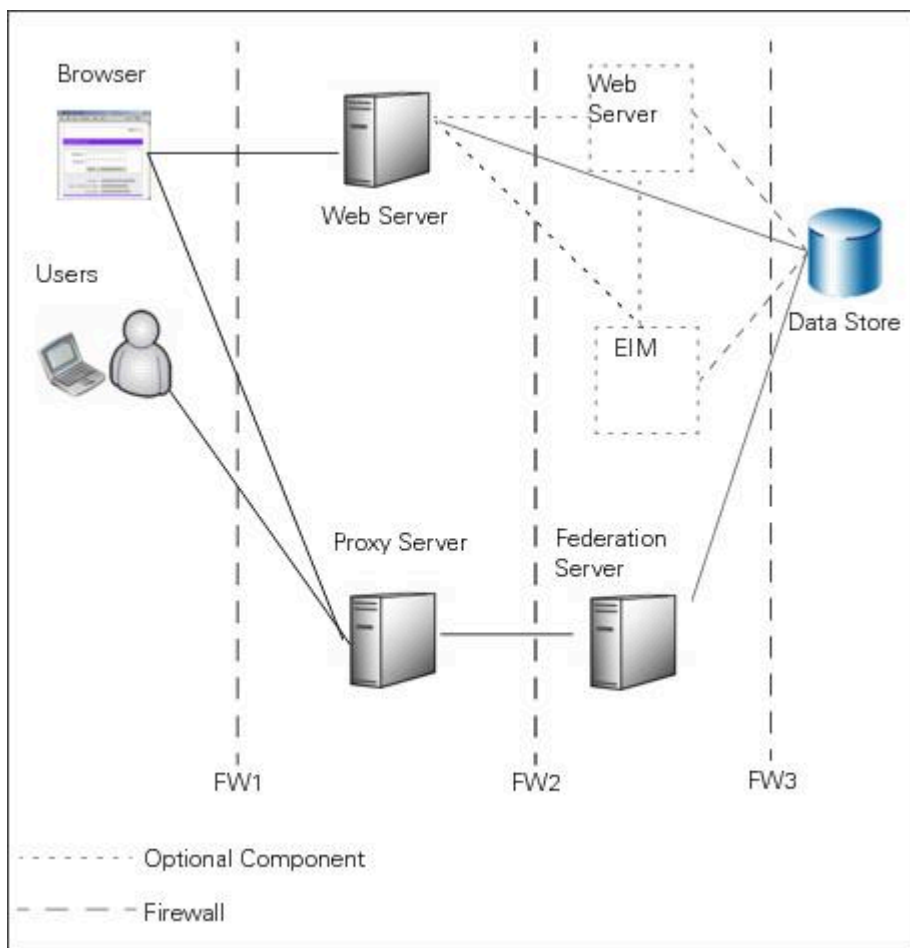 Browser
Web
Server
Web Server
Users
Data Store
EIM
Proxy Server
Federation
Server
FW1
FW2
FW3
Optional Component
Firewall